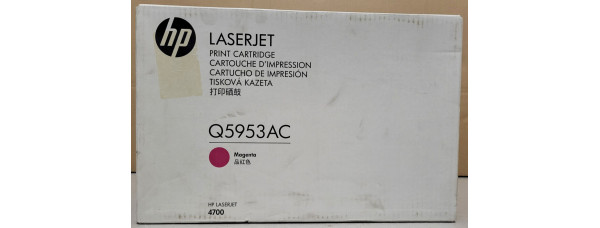 hp
LASERJET
PRINT CARTRIDGE
CARTOUCHE D'IMPRESSION
CARTUCHO DE IMPRESIÓN
TISKOVÁ KAZETA
打印硒鼓
Q5953AC
Magenta
品紅色
HP LASERJET
4700